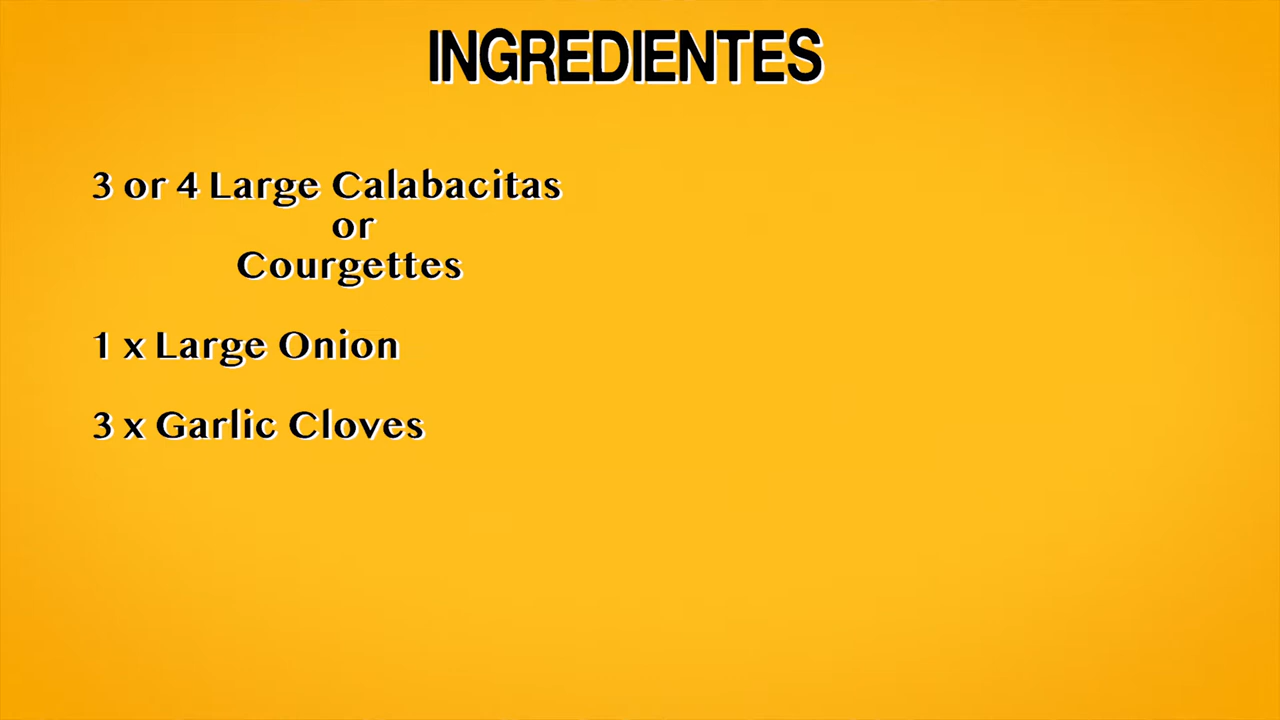 INGREDIENTES
3 or 4 Large Calabacitas
or
Courgettes
1 x Large Onion
3 x Garlic Cloves